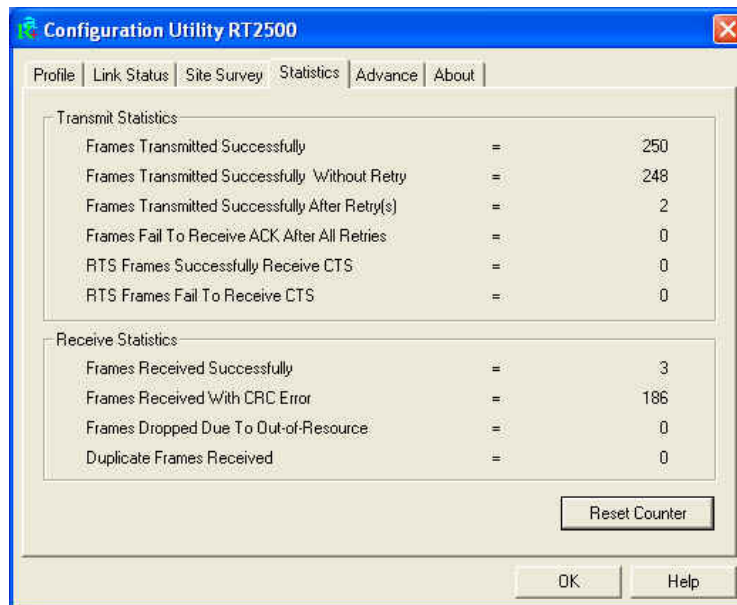 Configuration Utility RT2500
Profile Link Status Site Survey Statistics Advance About
Transmit Statistics
Frames Transmitted Successfully = 250
Frames Transmitted Successfully Without Retry = 248
Frames Transmitted Successfully After Retry(s) = 2
Frames Fail To Receive ACK After All Retries = 0
RTS Frames Successfully Receive CTS = 0
RTS Frames Fail To Receive CTS = 0
Receive Statistics
Frames Received Successfully = 3
Frames Received With CRC Error = 186
Frames Dropped Due To Out-of-Resource = 0
Duplicate Frames Received = 0
Reset Counter
OK Help